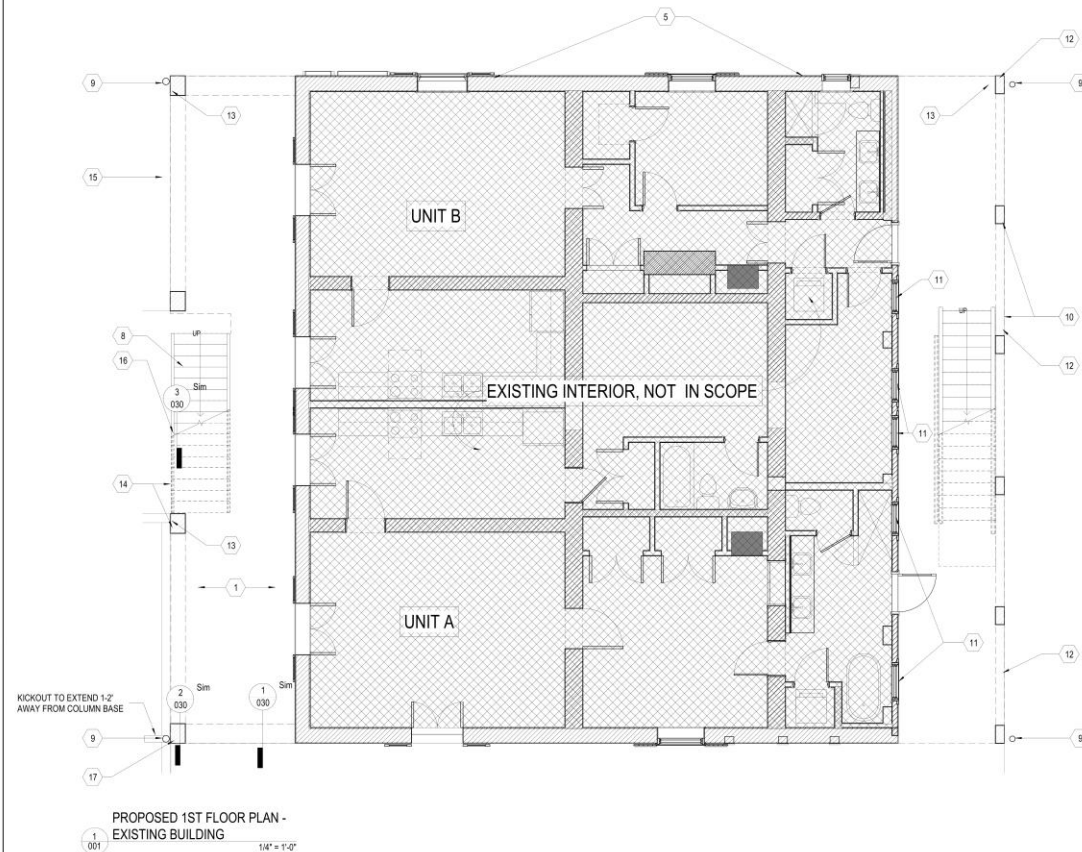 5
12
9
9
13
13
15
UNIT B
11
8
UP
UP
10
16
12
3
030
Sim
EXISTING INTERIOR, NOT IN SCOPE
11
14
13
1
UNIT A
11
KICKOUT TO EXTEND 1-2'
AWAY FROM COLUMN BASE
2
030
Sim
1
030
Sim
12
9
9
17
PROPOSED 1ST FLOOR PLAN -
EXISTING BUILDING
1
001
1/4" = 1'-0"